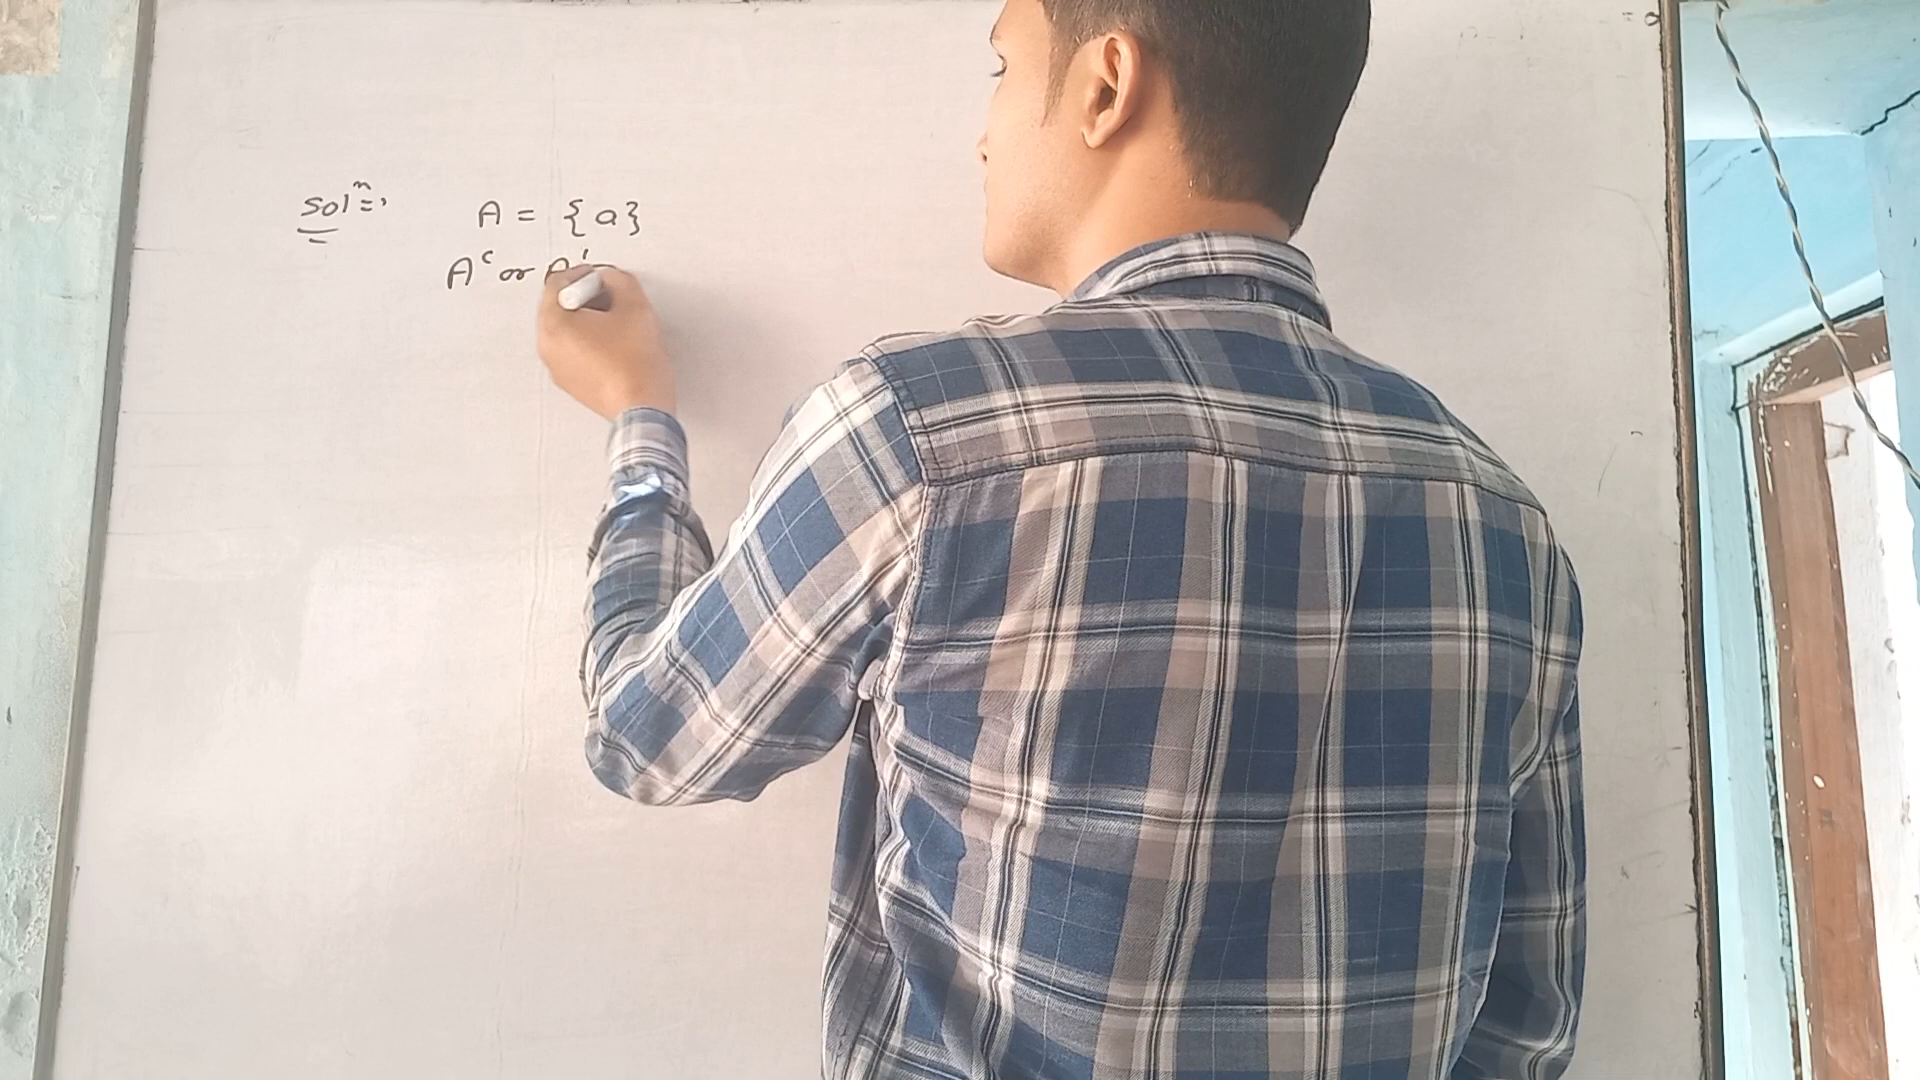 Solⁿ=,
A = {a}
Aᶜ or A'